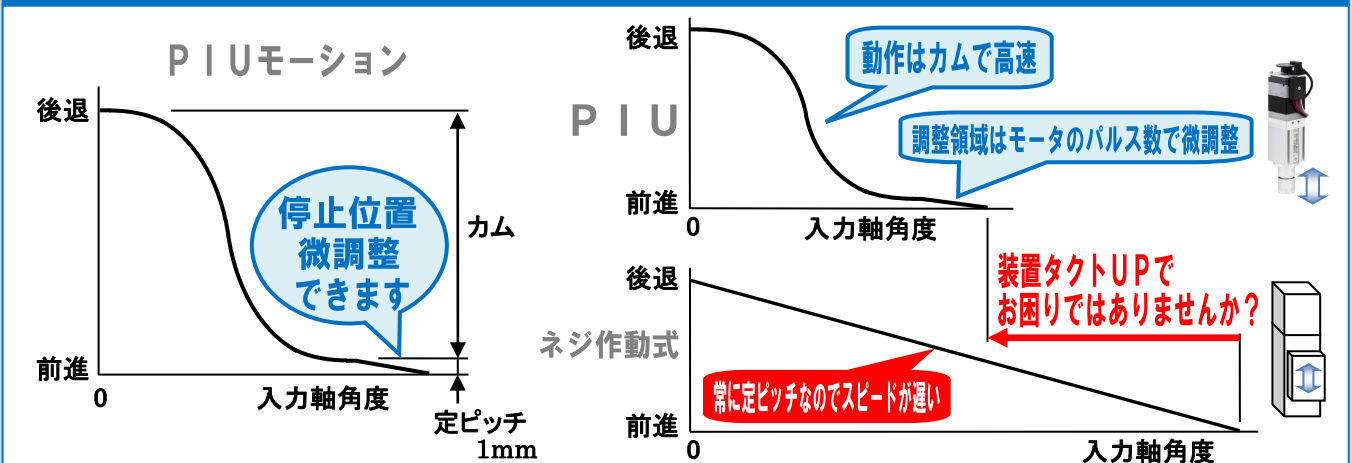 ＰＩＵモーション
後退
停止位置
微調整
できます
カム
前進
0
入力軸角度
定ピッチ
1mm
後退
動作はカムで高速
ＰＩＵ
調整領域はモータのパルス数で微調整
前進
0
入力軸角度
装置タクトＵＰで
お困りではありませんか？
後退
ネジ作動式
常に定ピッチなのでスピードが遅い
前進
0
入力軸角度